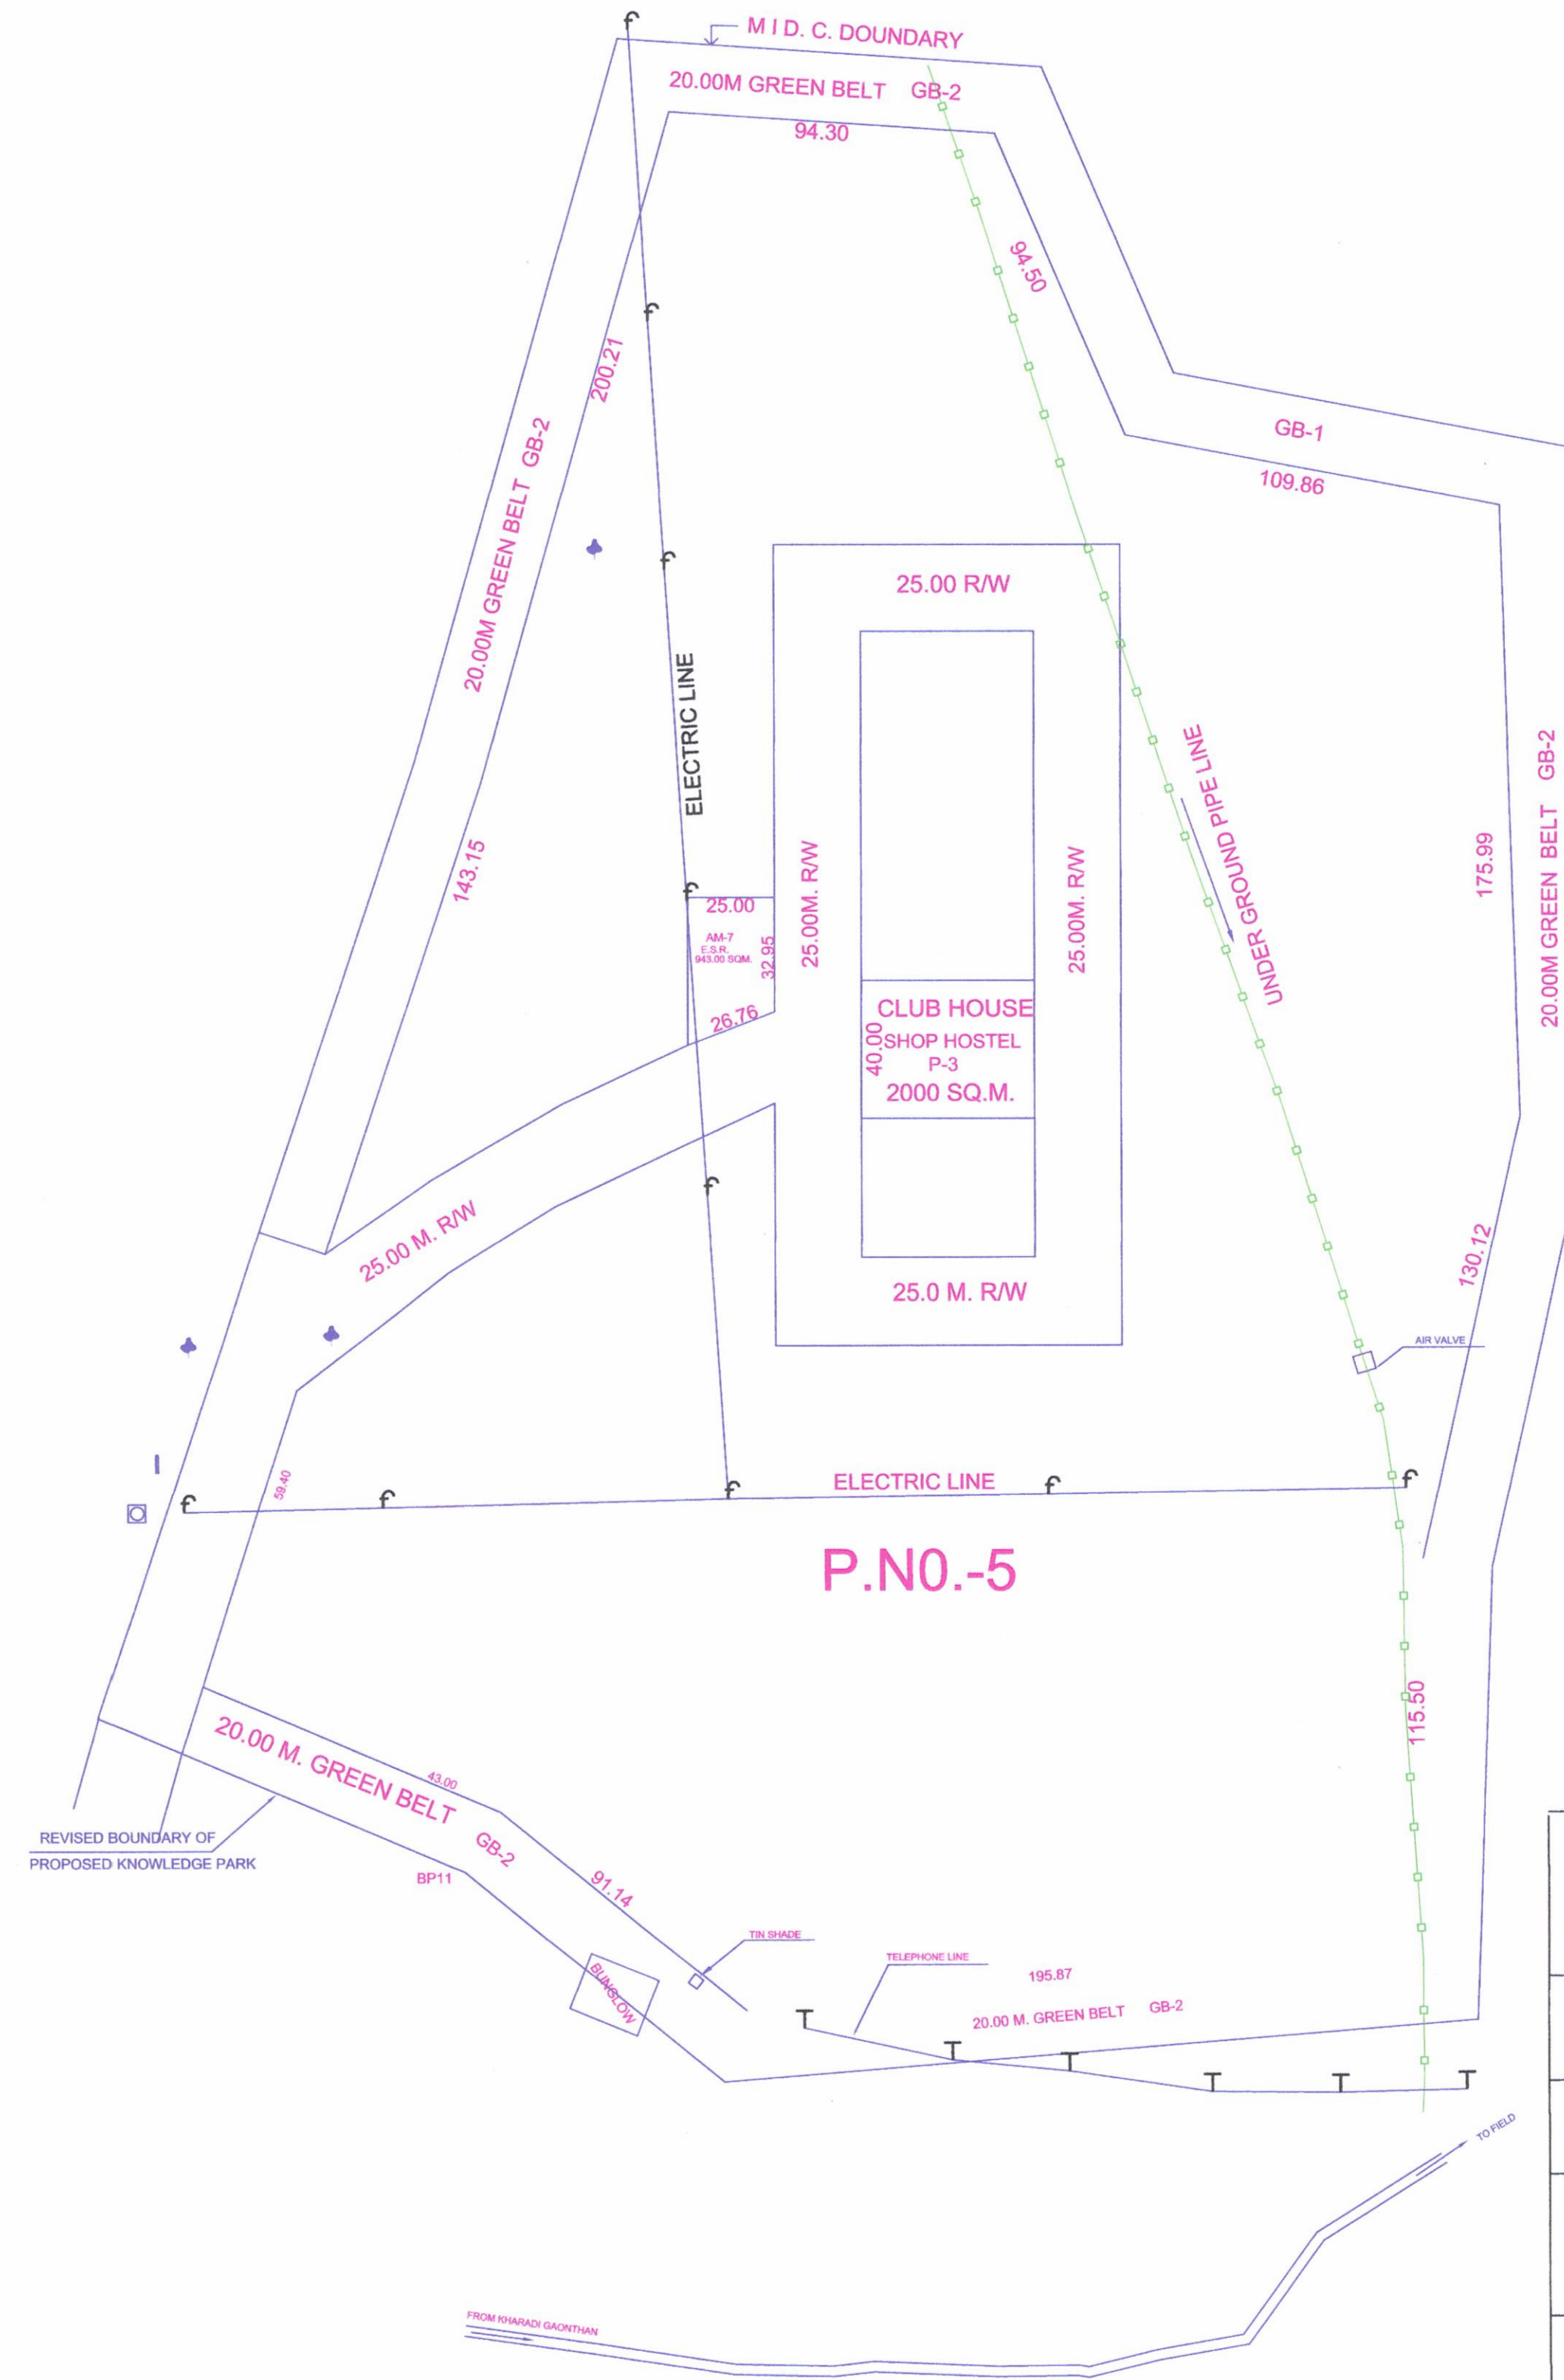 M I D. C. DOUNDARY
20.00M GREEN BELT GB-2
94.30
94.50
200.21
20.00M GREEN BELT GB-2
GB-1
109.86
25.00 R/W
ELECTRIC LINE
UNDER GROUND PIPE LINE
20.00M GREEN BELT GB-2
175.99
143.15
25.00M. R/W
25.00M. R/W
25.00
AM-7
E.S.R.
943.00 SQM.
32.95
26.76
CLUB HOUSE
SHOP HOSTEL
P-3
2000 SQ.M.
40.00
25.00 M. R/W
130.12
25.0 M. R/W
AIR VALVE
59.40
ELECTRIC LINE
P.N0.-5
115.50
20.00 M. GREEN BELT GB-2
43.00
REVISED BOUNDARY OF
PROPOSED KNOWLEDGE PARK
BP11
91.14
TIN SHADE
BUNGLOW
TELEPHONE LINE
195.87
20.00 M. GREEN BELT GB-2
T
T
T
T
T
T
TO FIELD
FROM KHARADI GAONTHAN